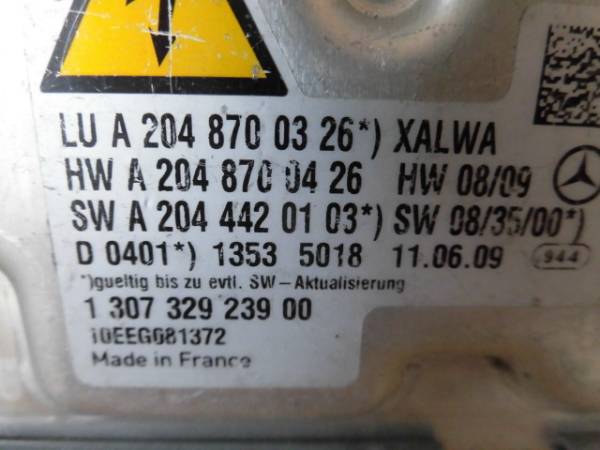 LU A 204 870 03 26*) XALWA
HW A 204 870 04 26 HW 08/09
SW A 204 442 01 03*) SW 08/35/00*)
D 0401*) 1353 5018 11.06.09 944
*)gueltig bis zu evtl. SW-Aktualisierung
1 307 329 239 00
10EEG081372
Made in France